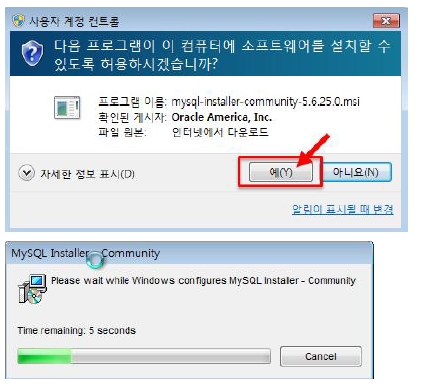 사용자 계정 컨트롤
다음 프로그램이 이 컴퓨터에 소프트웨어를 설치할 수
있도록 허용하시겠습니까?
프로그램 이름: mysql-installer-community-5.6.25.0.msi
확인된 게시자: Oracle America, Inc.
파일 원본: 인터넷에서 다운로드
자세한 정보 표시(D)
예(Y)
아니요(N)
알림이 표시될 때 변경
MySQL Installer - Community
Please wait while Windows configures MySQL Installer - Community
Time remaining: 5 seconds
Cancel